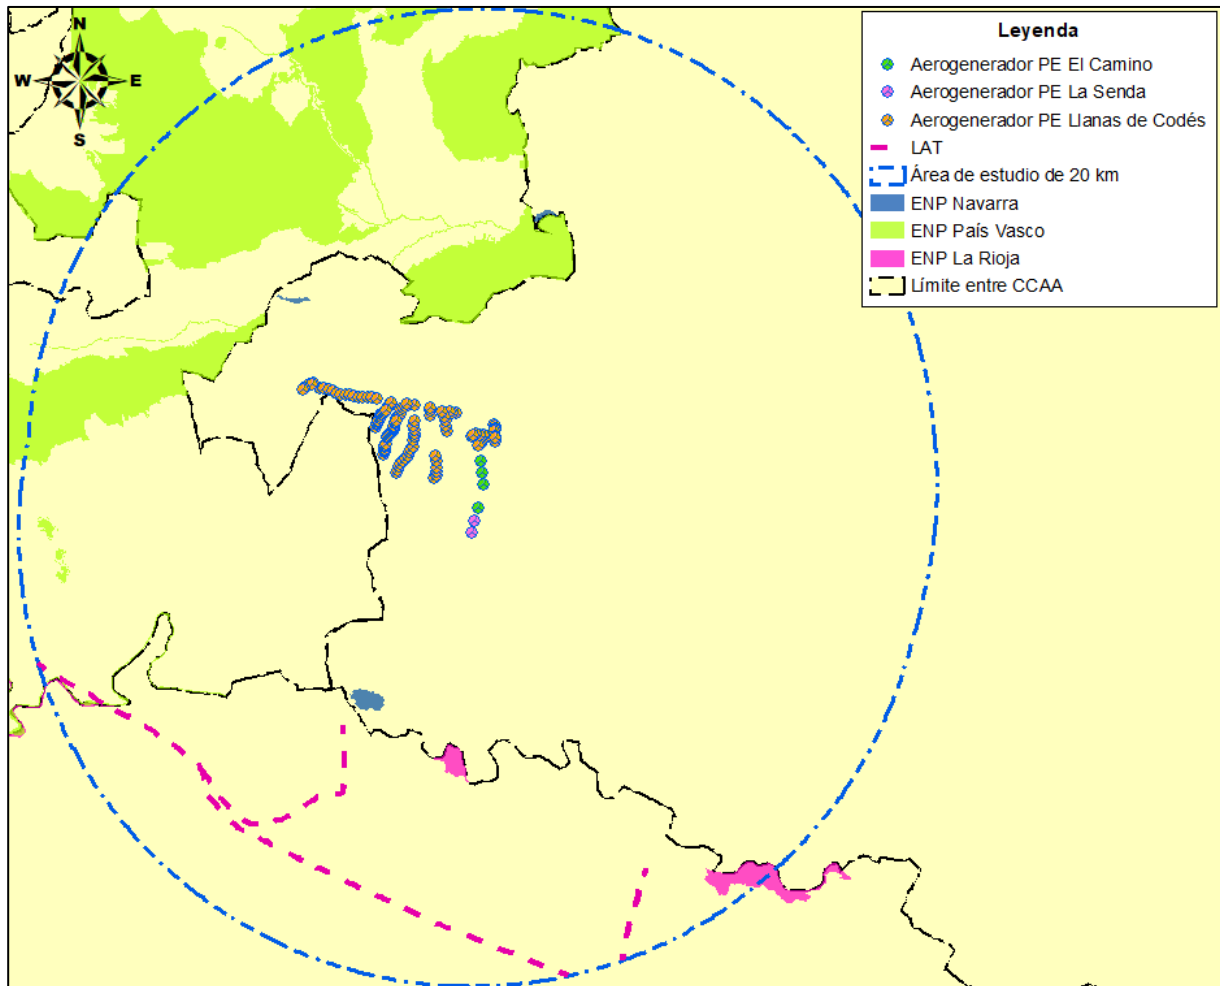 N
W E
S
Leyenda
Aerogenerador PE El Camino
Aerogenerador PE La Senda
Aerogenerador PE Llanas de Codés
LAT
Área de estudio de 20 km
ENP Navarra
ENP País Vasco
ENP La Rioja
Límite entre CCAA